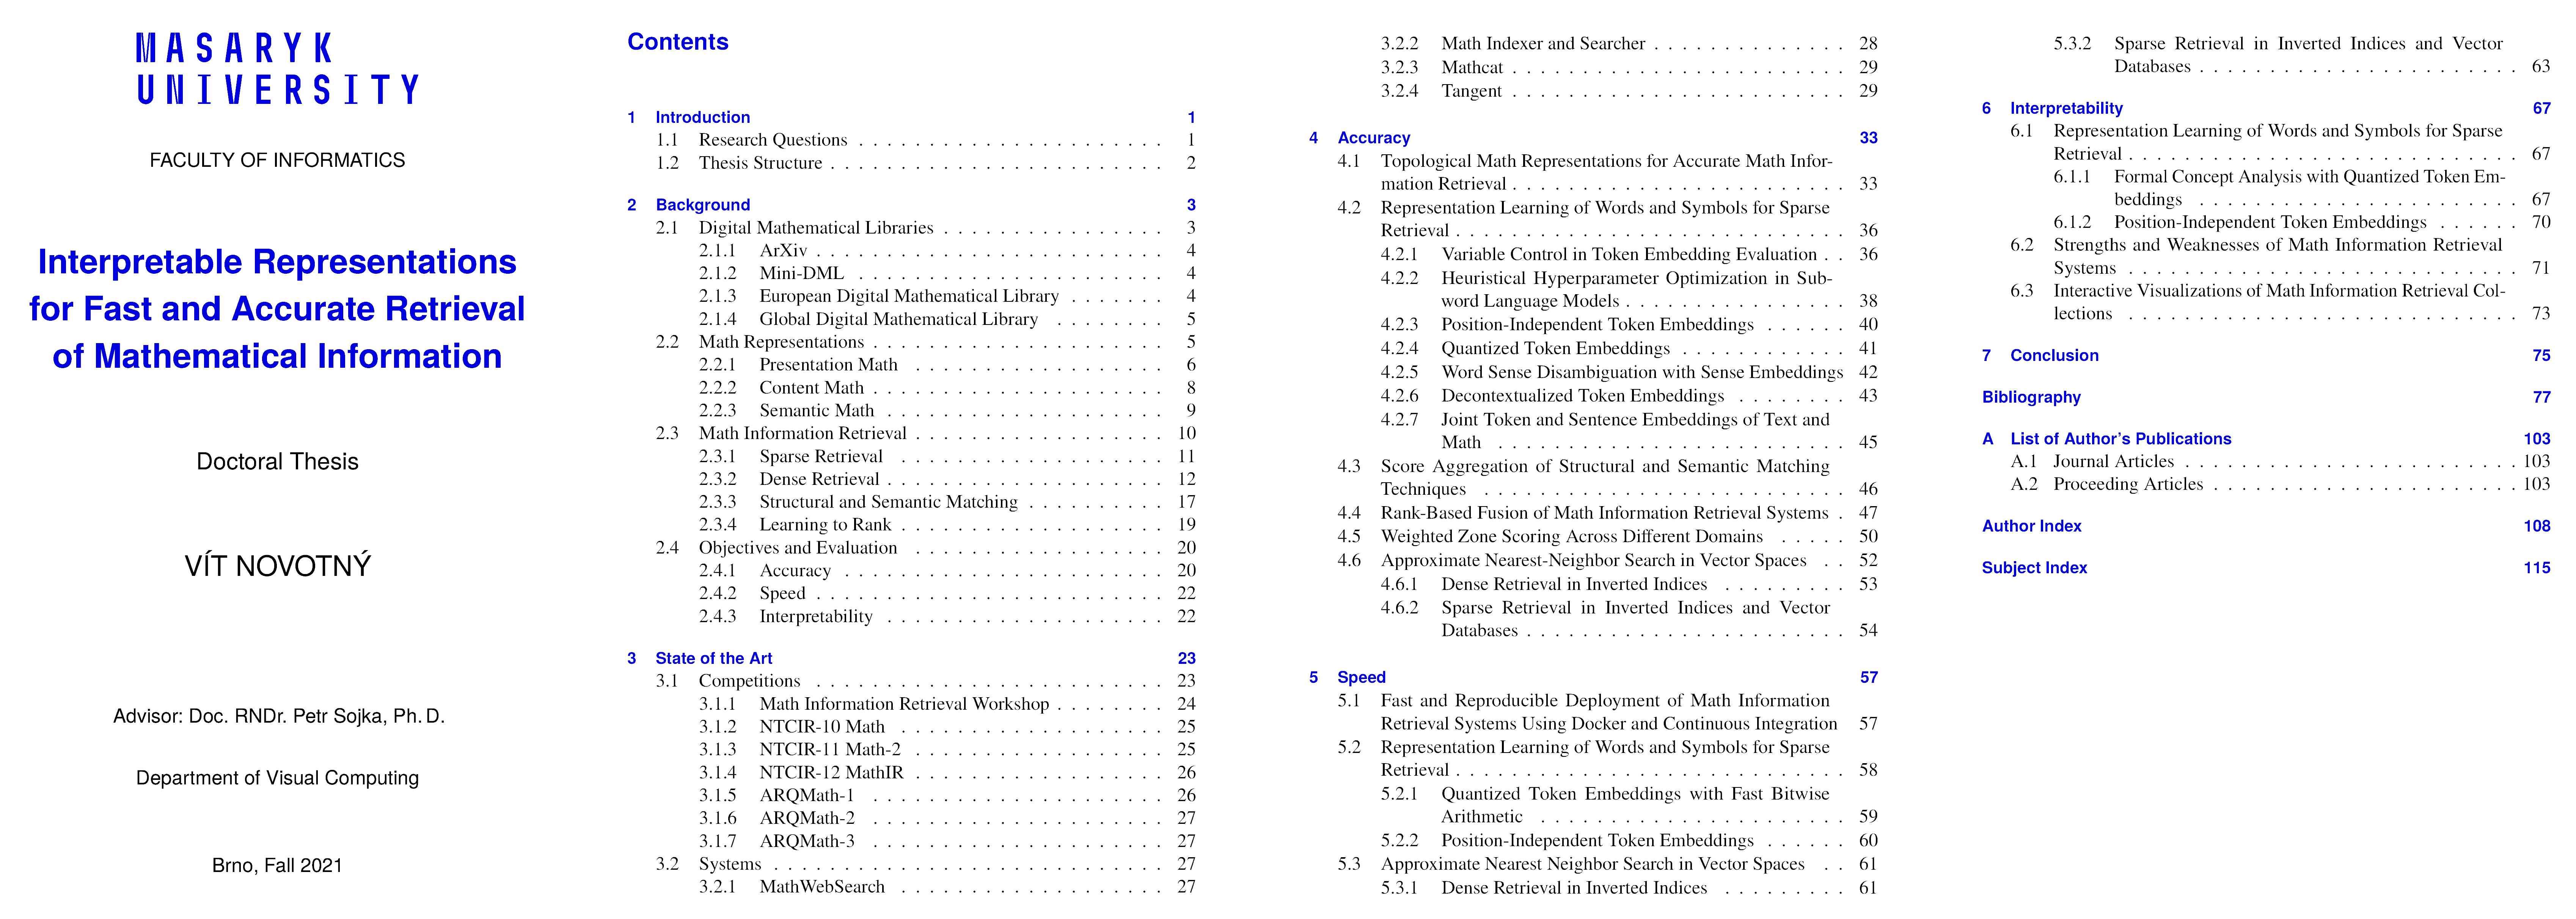 MASARYK
UNIVERSITY
FACULTY OF INFORMATICS
Interpretable Representations
for Fast and Accurate Retrieval
of Mathematical Information
Doctoral Thesis
VÍT NOVOTNÝ
Advisor: Doc. RNDr. Petr Sojka, Ph. D.
Department of Visual Computing
Brno, Fall 2021
Contents
1 Introduction 1
1.1 Research Questions . . . . . . . . . . . . . . . . . . . . . . 1
1.2 Thesis Structure . . . . . . . . . . . . . . . . . . . . . . . . 2
2 Background 3
2.1 Digital Mathematical Libraries . . . . . . . . . . . . . . . . 3
2.1.1 ArXiv . . . . . . . . . . . . . . . . . . . . . . . . . 4
2.1.2 Mini-DML . . . . . . . . . . . . . . . . . . . . . . 4
2.1.3 European Digital Mathematical Library . . . . . . . 4
2.1.4 Global Digital Mathematical Library . . . . . . . . 5
2.2 Math Representations . . . . . . . . . . . . . . . . . . . . . 5
2.2.1 Presentation Math . . . . . . . . . . . . . . . . . . 6
2.2.2 Content Math . . . . . . . . . . . . . . . . . . . . . 8
2.2.3 Semantic Math . . . . . . . . . . . . . . . . . . . . 9
2.3 Math Information Retrieval . . . . . . . . . . . . . . . . . . 10
2.3.1 Sparse Retrieval . . . . . . . . . . . . . . . . . . . 11
2.3.2 Dense Retrieval . . . . . . . . . . . . . . . . . . . . 12
2.3.3 Structural and Semantic Matching . . . . . . . . . . 17
2.3.4 Learning to Rank . . . . . . . . . . . . . . . . . . . 19
2.4 Objectives and Evaluation . . . . . . . . . . . . . . . . . . 20
2.4.1 Accuracy . . . . . . . . . . . . . . . . . . . . . . . 20
2.4.2 Speed . . . . . . . . . . . . . . . . . . . . . . . . . 22
2.4.3 Interpretability . . . . . . . . . . . . . . . . . . . . 22
3 State of the Art 23
3.1 Competitions . . . . . . . . . . . . . . . . . . . . . . . . . 23
3.1.1 Math Information Retrieval Workshop . . . . . . . . 24
3.1.2 NTCIR-10 Math . . . . . . . . . . . . . . . . . . . 25
3.1.3 NTCIR-11 Math-2 . . . . . . . . . . . . . . . . . . 25
3.1.4 NTCIR-12 MathIR . . . . . . . . . . . . . . . . . . 26
3.1.5 ARQMath-1 . . . . . . . . . . . . . . . . . . . . . 26
3.1.6 ARQMath-2 . . . . . . . . . . . . . . . . . . . . . 27
3.1.7 ARQMath-3 . . . . . . . . . . . . . . . . . . . . . 27
3.2 Systems . . . . . . . . . . . . . . . . . . . . . . . . . . . . 27
3.2.1 MathWebSearch . . . . . . . . . . . . . . . . . . . 27
3.2.2 Math Indexer and Searcher . . . . . . . . . . . . . . 28
3.2.3 Mathcat . . . . . . . . . . . . . . . . . . . . . . . . 29
3.2.4 Tangent . . . . . . . . . . . . . . . . . . . . . . . . 29
4 Accuracy 33
4.1 Topological Math Representations for Accurate Math Infor-
mation Retrieval . . . . . . . . . . . . . . . . . . . . . . . . 33
4.2 Representation Learning of Words and Symbols for Sparse
Retrieval . . . . . . . . . . . . . . . . . . . . . . . . . . . . 36
4.2.1 Variable Control in Token Embedding Evaluation . . 36
4.2.2 Heuristical Hyperparameter Optimization in Sub-
word Language Models . . . . . . . . . . . . . . . . 38
4.2.3 Position-Independent Token Embeddings . . . . . . 40
4.2.4 Quantized Token Embeddings . . . . . . . . . . . . 41
4.2.5 Word Sense Disambiguation with Sense Embeddings 42
4.2.6 Decontextualized Token Embeddings . . . . . . . . 43
4.2.7 Joint Token and Sentence Embeddings of Text and
Math . . . . . . . . . . . . . . . . . . . . . . . . . 45
4.3 Score Aggregation of Structural and Semantic Matching
Techniques . . . . . . . . . . . . . . . . . . . . . . . . . . 46
4.4 Rank-Based Fusion of Math Information Retrieval Systems . 47
4.5 Weighted Zone Scoring Across Different Domains . . . . . 50
4.6 Approximate Nearest-Neighbor Search in Vector Spaces . . 52
4.6.1 Dense Retrieval in Inverted Indices . . . . . . . . . 53
4.6.2 Sparse Retrieval in Inverted Indices and Vector
Databases . . . . . . . . . . . . . . . . . . . . . . . 54
5 Speed 57
5.1 Fast and Reproducible Deployment of Math Information
Retrieval Systems Using Docker and Continuous Integration 57
5.2 Representation Learning of Words and Symbols for Sparse
Retrieval . . . . . . . . . . . . . . . . . . . . . . . . . . . . 58
5.2.1 Quantized Token Embeddings with Fast Bitwise
Arithmetic . . . . . . . . . . . . . . . . . . . . . . 59
5.2.2 Position-Independent Token Embeddings . . . . . . 60
5.3 Approximate Nearest Neighbor Search in Vector Spaces . . 61
5.3.1 Dense Retrieval in Inverted Indices . . . . . . . . . 61
5.3.2 Sparse Retrieval in Inverted Indices and Vector
Databases . . . . . . . . . . . . . . . . . . . . . . . 63
6 Interpretability 67
6.1 Representation Learning of Words and Symbols for Sparse
Retrieval . . . . . . . . . . . . . . . . . . . . . . . . . . . . 67
6.1.1 Formal Concept Analysis with Quantized Token Em-
beddings . . . . . . . . . . . . . . . . . . . . . . . 67
6.1.2 Position-Independent Token Embeddings . . . . . . 70
6.2 Strengths and Weaknesses of Math Information Retrieval
Systems . . . . . . . . . . . . . . . . . . . . . . . . . . . . 71
6.3 Interactive Visualizations of Math Information Retrieval Col-
lections . . . . . . . . . . . . . . . . . . . . . . . . . . . . 73
7 Conclusion 75
Bibliography 77
A List of Author's Publications 103
A.1 Journal Articles . . . . . . . . . . . . . . . . . . . . . . . . 103
A.2 Proceeding Articles . . . . . . . . . . . . . . . . . . . . . . 103
Author Index 108
Subject Index 115